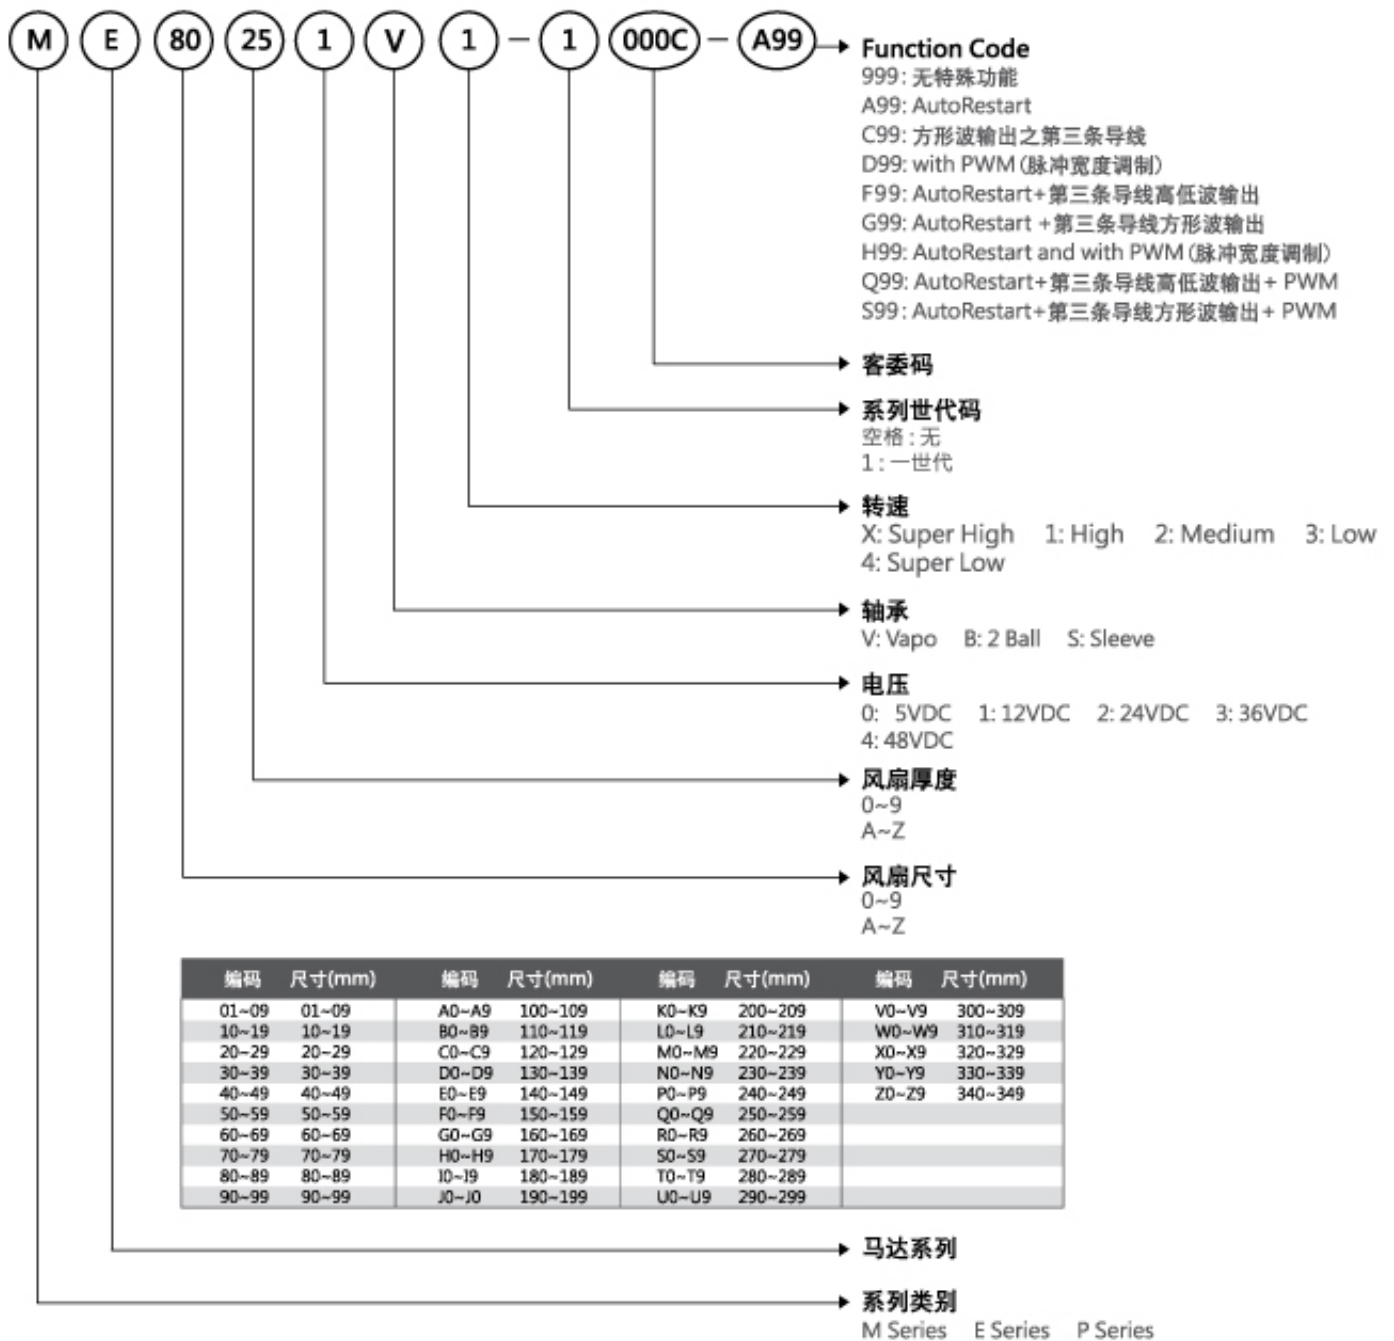 M E 80 25 1 V 1 - 1 000C - A99
Function Code
999: 无特殊功能
A99: AutoRestart
C99: 方形波输出之第三条导线
D99: with PWM (脉冲宽度调制)
F99: AutoRestart+第三条导线高低波输出
G99: AutoRestart +第三条导线方形波输出
H99: AutoRestart and with PWM (脉冲宽度调制)
Q99: AutoRestart+第三条导线高低波输出+ PWM
S99: AutoRestart+第三条导线方形波输出+ PWM
客委码
系列世代码
空格 : 无
1 : 一世代
转速
X: Super High 1: High 2: Medium 3: Low
4: Super Low
轴承
V: Vapo B: 2 Ball S: Sleeve
电压
0: 5VDC 1: 12VDC 2: 24VDC 3: 36VDC
4: 48VDC
风扇厚度
0~9
A~Z
风扇尺寸
0~9
A~Z
编码 尺寸(mm) 编码 尺寸(mm) 编码 尺寸(mm) 编码 尺寸(mm)
01~09 01~09 A0~A9 100~109 K0~K9 200~209 V0~V9 300~309
10~19 10~19 B0~B9 110~119 L0~L9 210~219 W0~W9 310~319
20~29 20~29 C0~C9 120~129 M0~M9 220~229 X0~X9 320~329
30~39 30~39 D0~D9 130~139 N0~N9 230~239 Y0~Y9 330~339
40~49 40~49 E0~E9 140~149 P0~P9 240~249 Z0~Z9 340~349
50~59 50~59 F0~F9 150~159 Q0~Q9 250~259
60~69 60~69 G0~G9 160~169 R0~R9 260~269
70~79 70~79 H0~H9 170~179 S0~S9 270~279
80~89 80~89 I0~I9 180~189 T0~T9 280~289
90~99 90~99 J0~J0 190~199 U0~U9 290~299
马达系列
系列类别
M Series E Series P Series